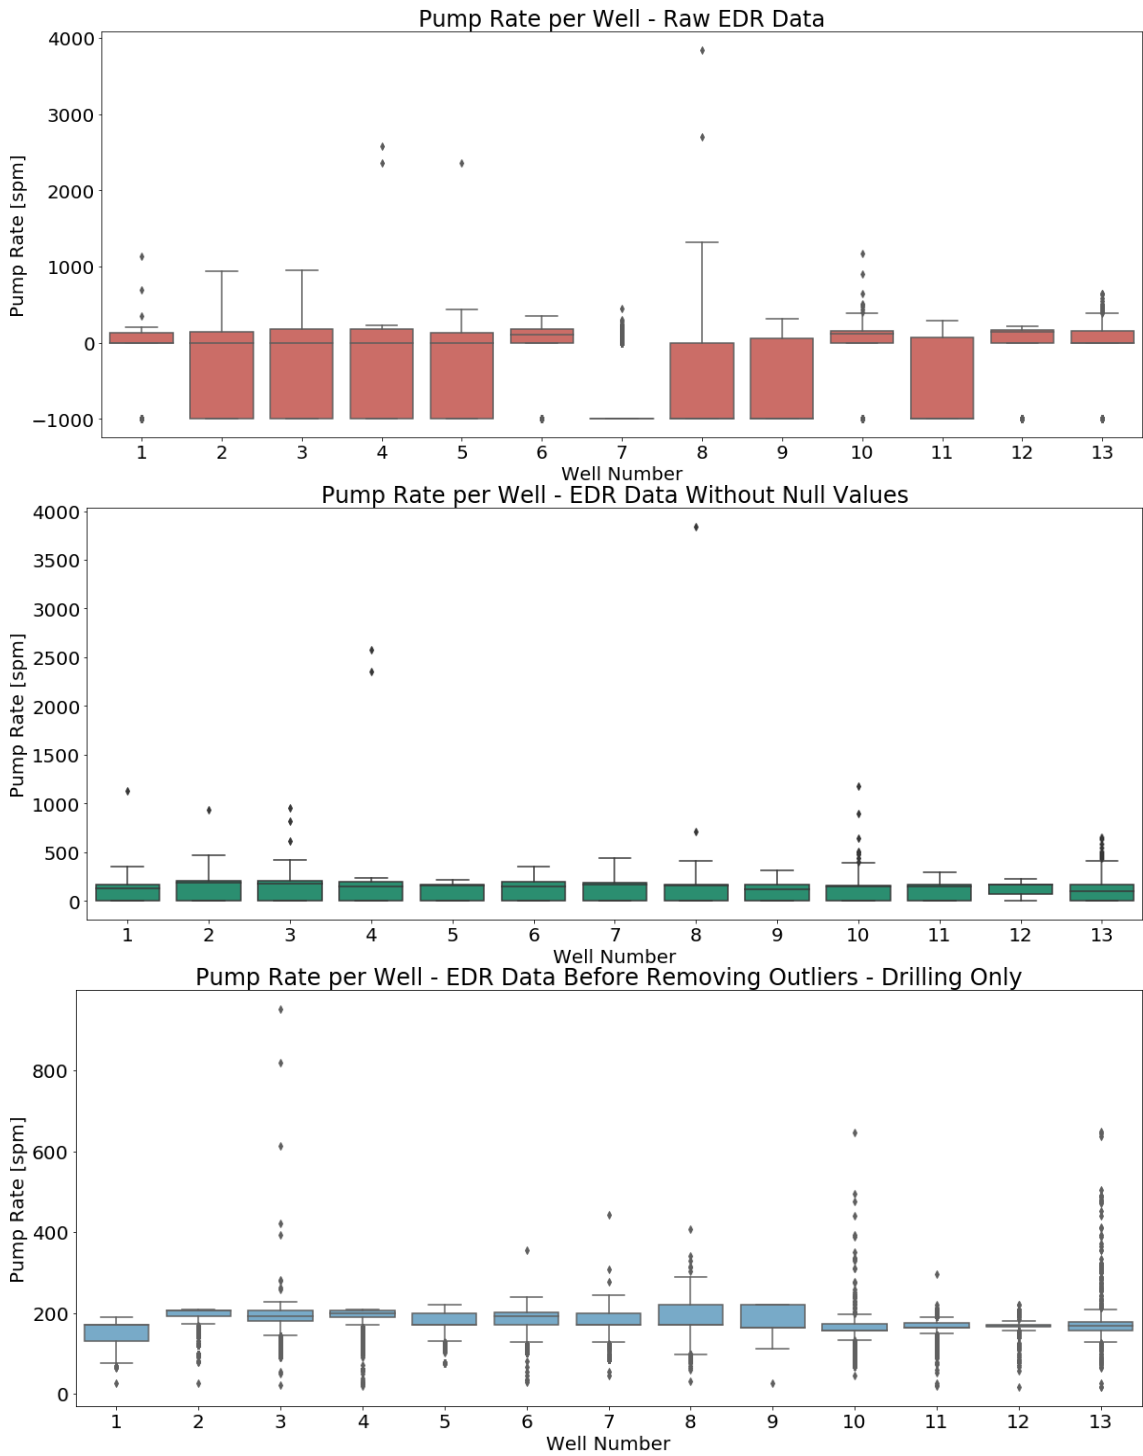 Pump Rate per Well - Raw EDR Data
4000
3000
2000
1000
0
−1000
Pump Rate [spm]
1 2 3 4 5 6 7 8 9 10 11 12 13
Well Number
Pump Rate per Well - EDR Data Without Null Values
4000
3500
3000
2500
2000
1500
1000
500
0
Pump Rate [spm]
1 2 3 4 5 6 7 8 9 10 11 12 13
Well Number
Pump Rate per Well - EDR Data Before Removing Outliers - Drilling Only
800
600
400
200
0
Pump Rate [spm]
1 2 3 4 5 6 7 8 9 10 11 12 13
Well Number